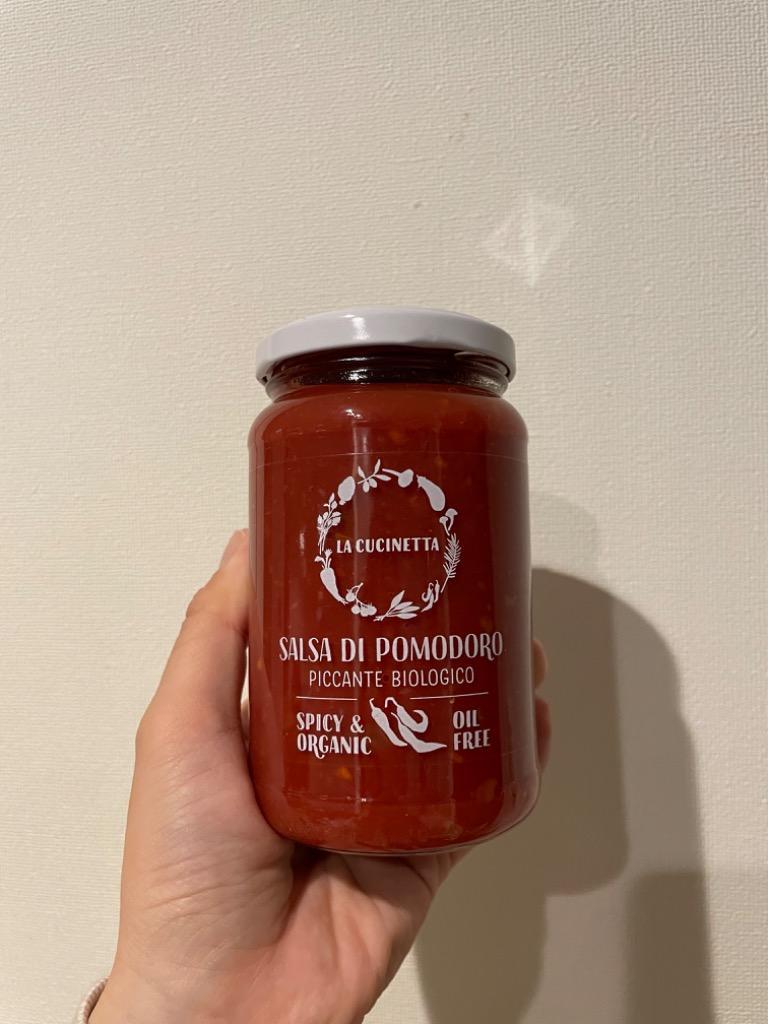 LA CUCINETTA
SALSA DI POMODORO
PICCANTE BIOLOGICO
SPICY &
ORGANIC
OIL
FREE